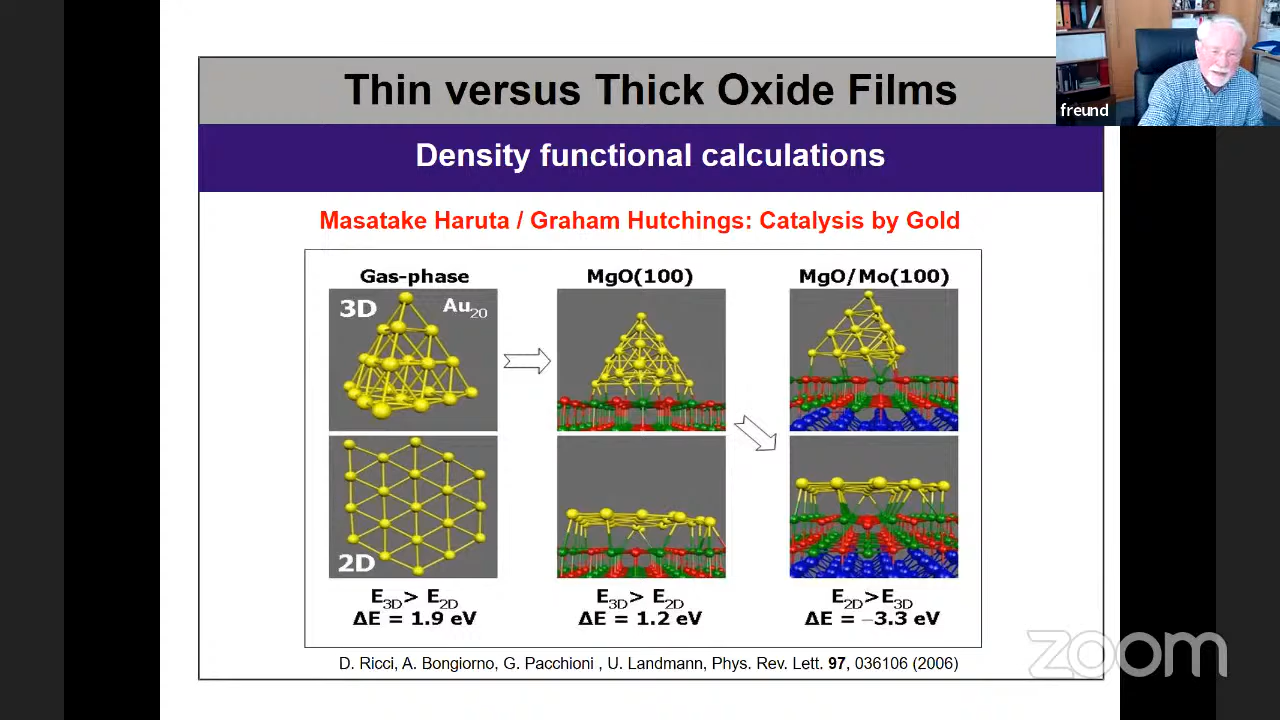 Thin versus Thick Oxide Films
freund
Density functional calculations
Masatake Haruta / Graham Hutchings: Catalysis by Gold
Gas-phase
MgO(100)
MgO/Mo(100)
3D
Au20
2D
E3D> E2D
ΔE = 1.9 eV
E3D> E2D
ΔE = 1.2 eV
E2D>E3D
ΔE = −3.3 eV
D. Ricci, A. Bongiorno, G. Pacchioni , U. Landmann, Phys. Rev. Lett. 97, 036106 (2006)
zoom